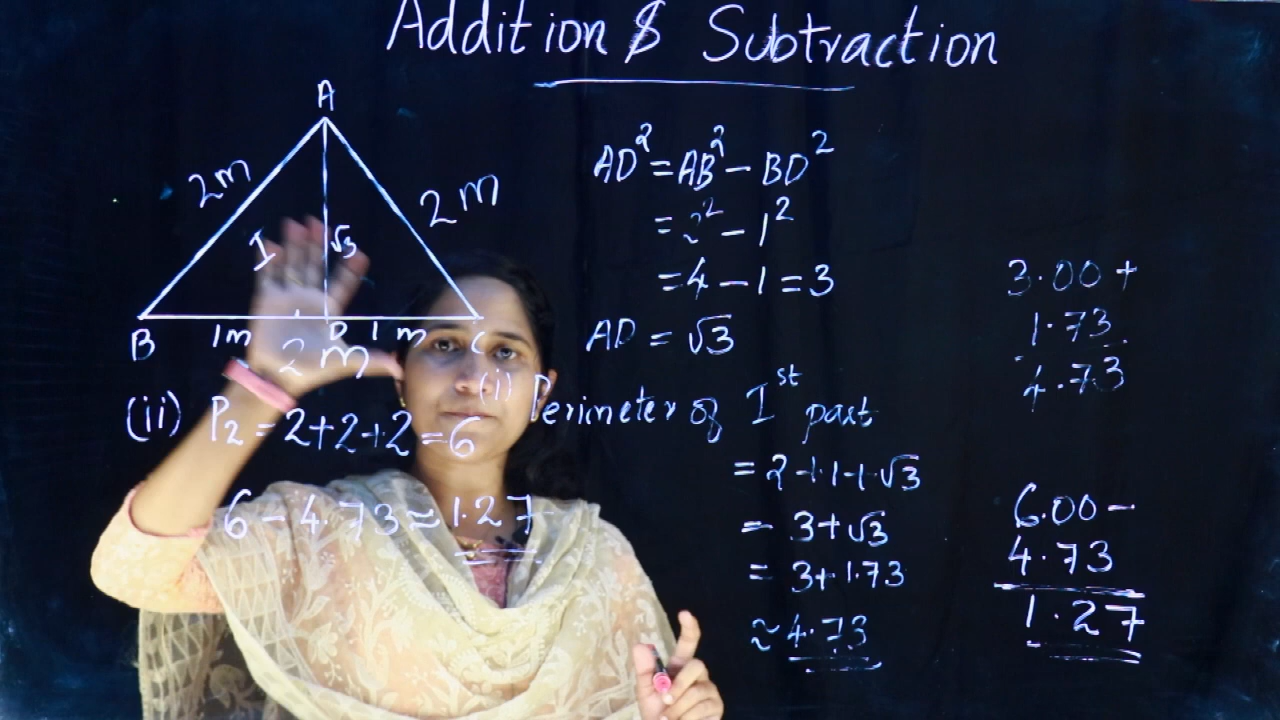 Addition & Subtraction
A
2m
2m
I
√3
B
1m
D
1 m
C
2 m
AD² = AB² - BD²
= 2² - 1²
= 4 - 1 = 3
AD = √3
(i) Perimeter of Iˢᵗ part
= 2+1+√3
= 3+√3
= 3+1.73
≈ 4.73
(ii) P₂ = 2+2+2 = 6
6 - 4.73 ≈ 1.27
3.00 +
1.73
4.73
6.00 -
4.73
1.27